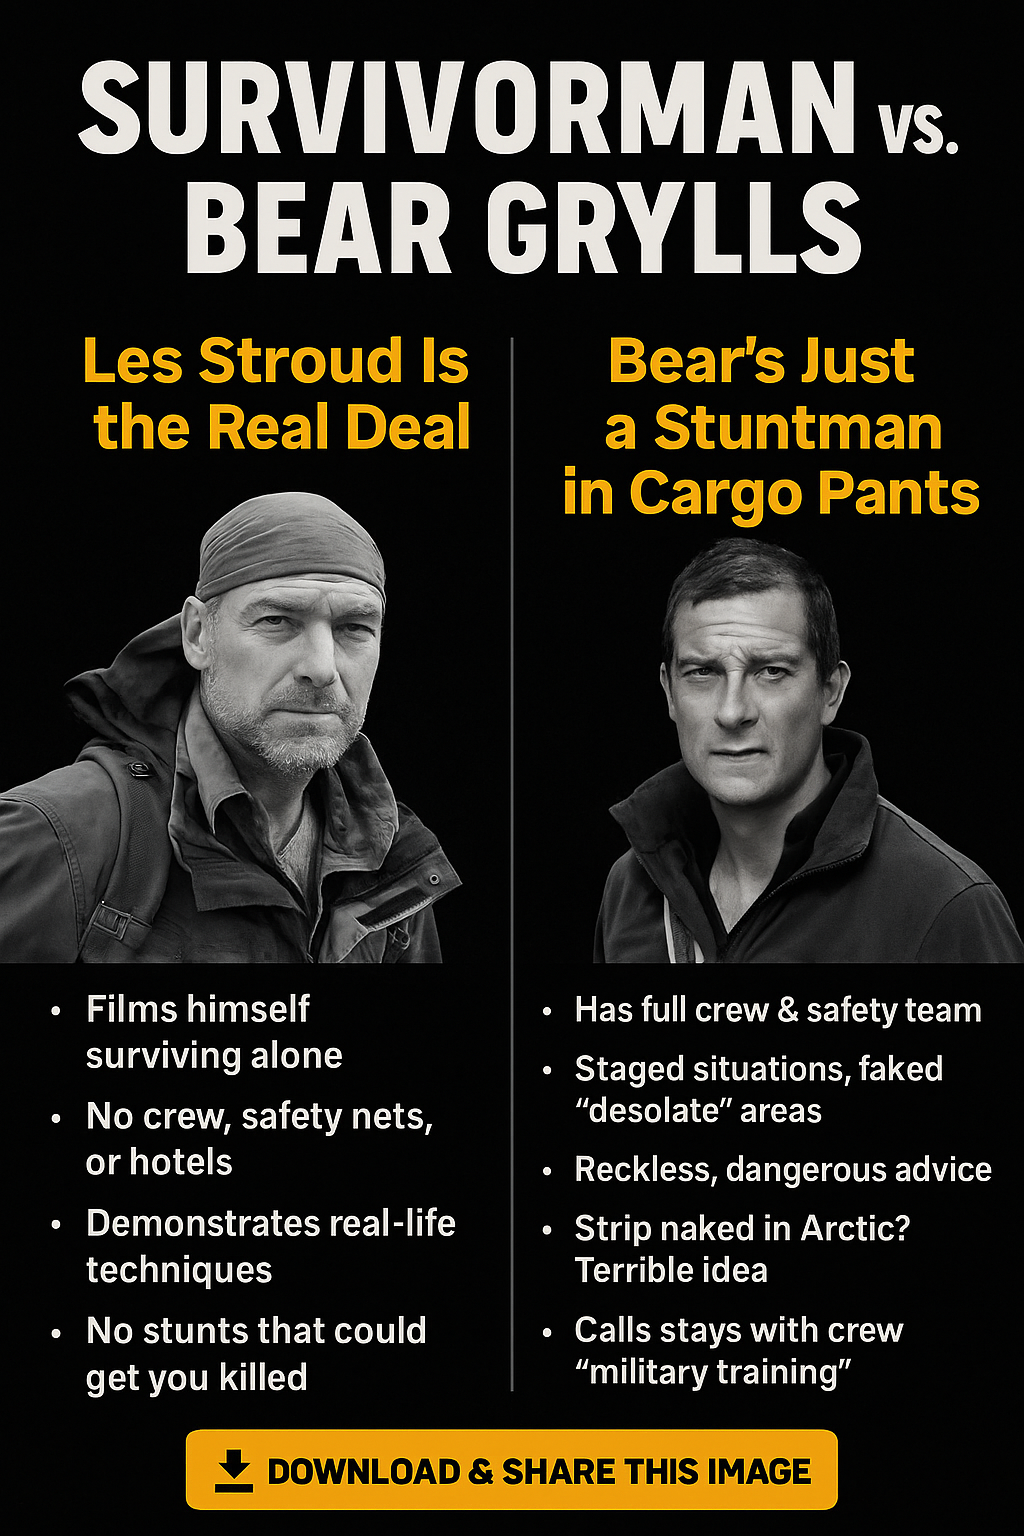 SURVIVORMAN VS.
BEAR GRYLLS
Les Stroud Is
the Real Deal
Bear’s Just
a Stuntman
in Cargo Pants
• Films himself
surviving alone
• No crew, safety nets,
or hotels
• Demonstrates real-life
techniques
• No stunts that could
get you killed
• Has full crew & safety team
• Staged situations, faked
“desolate” areas
• Reckless, dangerous advice
• Strip naked in Arctic?
Terrible idea
• Calls stays with crew
“military training”
DOWNLOAD & SHARE THIS IMAGE